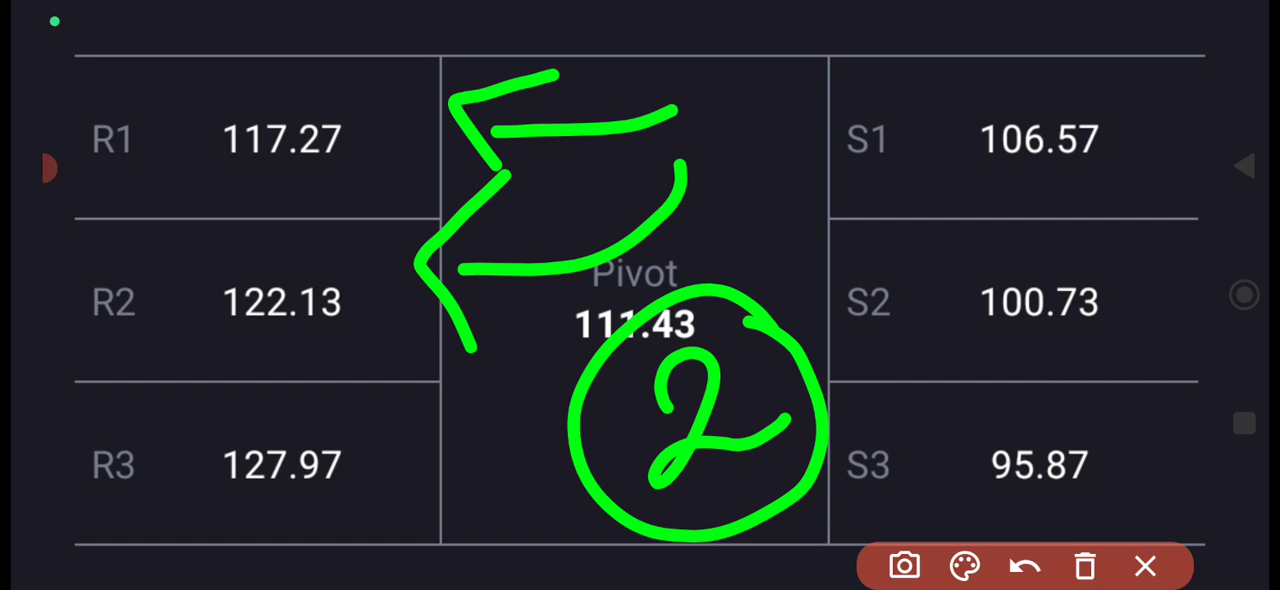 R1 117.27
R2 122.13
R3 127.97
Pivot
111.43
2
S1 106.57
S2 100.73
S3 95.87